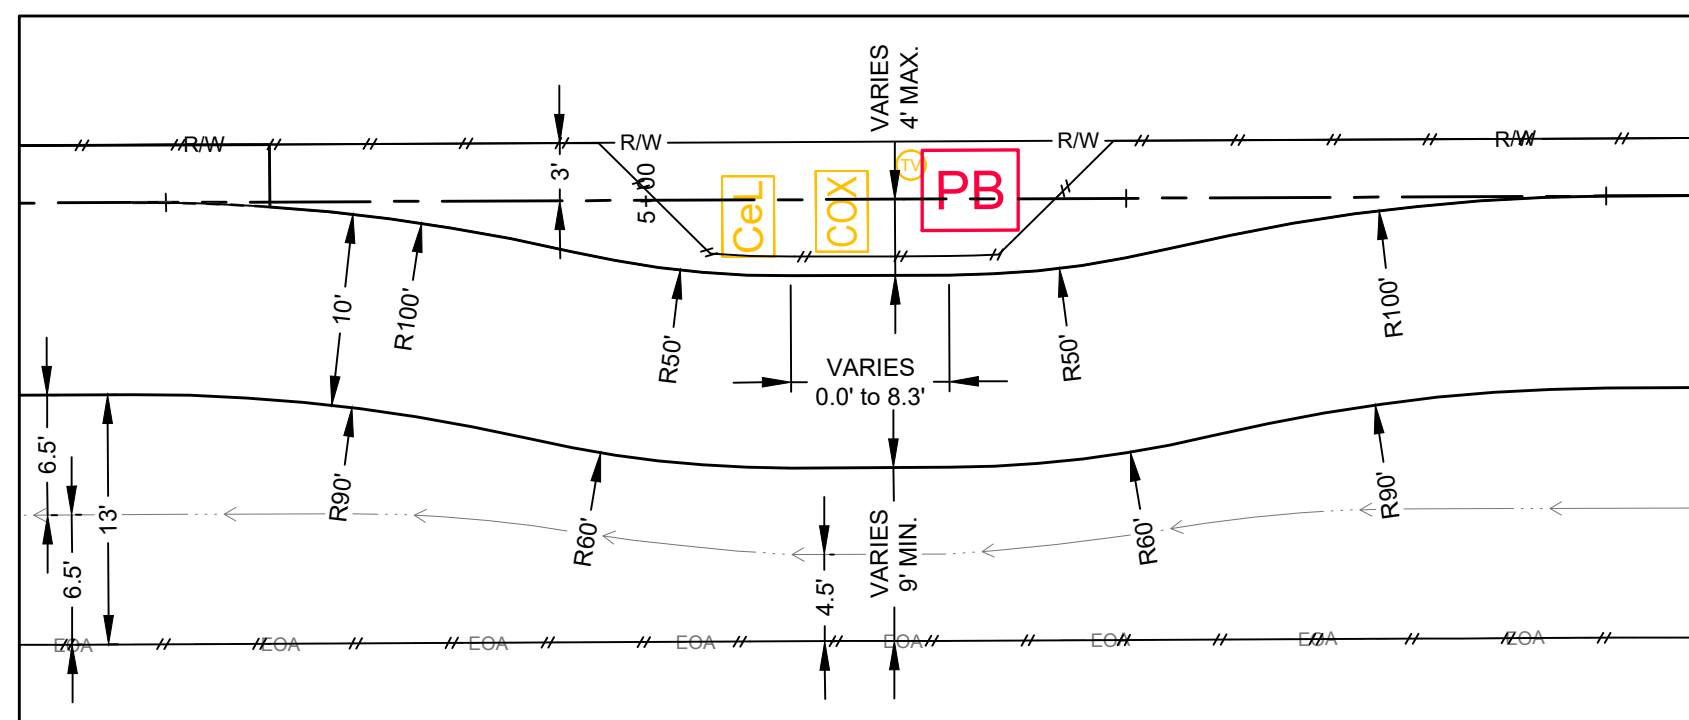 VARIES
4' MAX.
R/W
R/W
R/W
R/W
3'
5+00
CeL
COX
TV
PB
10'
R100'
R50'
VARIES
0.0' to 8.3'
R50'
R100'
6.5'
13'
R90'
R60'
VARIES
9' MIN.
R60'
R90'
6.5'
4.5'
EOA
EOA
EOA
EOA
EOA
EOA
EOA
EOA